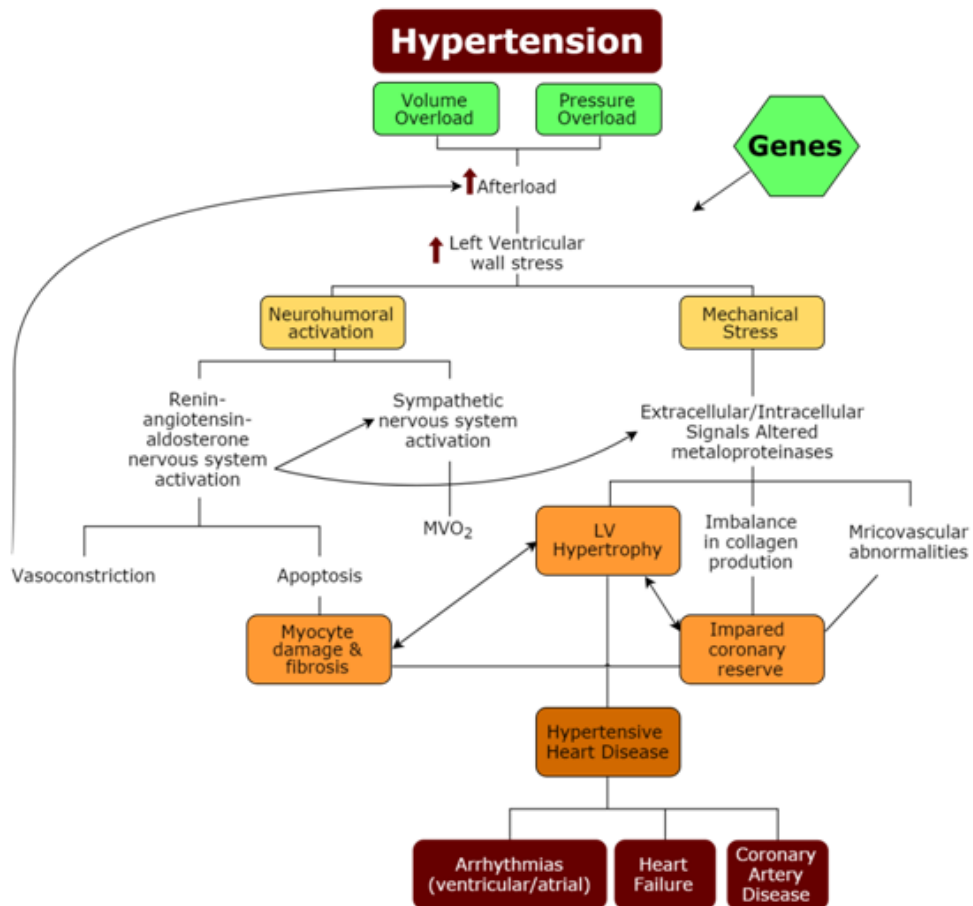 Hypertension
Volume
Overload
Pressure
Overload
Genes
Afterload
Left Ventricular
wall stress
Neurohumoral
activation
Mechanical
Stress
Renin-
angiotensin-
aldosterone
nervous system
activation
Sympathetic
nervous system
activation
Extracellular/Intracellular
Signals Altered
metaloproteinases
MVO₂
LV
Hypertrophy
Imbalance
in collagen
prodution
Mricovascular
abnormalities
Vasoconstriction
Apoptosis
Myocyte
damage &
fibrosis
Impared
coronary
reserve
Hypertensive
Heart Disease
Arrhythmias
(ventricular/atrial)
Heart
Failure
Coronary
Artery
Disease